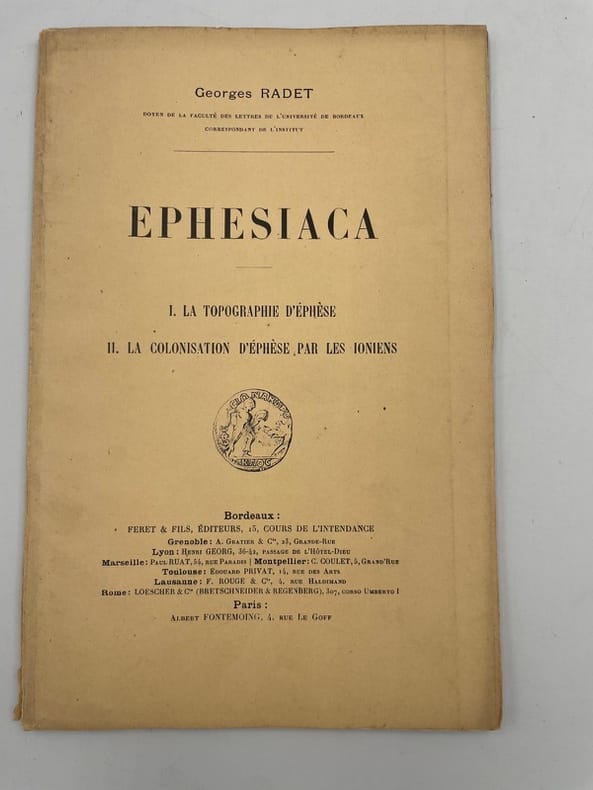 Georges RADET
DOYEN DE LA FACULTÉ DES LETTRES DE L'UNIVERSITÉ DE BORDEAUX
CORRESPONDANT DE L'INSTITUT
EPHESIACA
I. LA TOPOGRAPHIE D'ÉPHÈSE
II. LA COLONISATION D'ÉPHÈSE PAR LES IONIENS
Bordeaux :
FERET & FILS, ÉDITEURS, 15, COURS DE L'INTENDANCE
Grenoble : A. GRATIER & Cie, 23, GRANDE-RUE
Lyon : HENRI GEORG, 36-42, PASSAGE DE L'HÔTEL-DIEU
Marseille : PAUL RUAT, 54, RUE PARADIS | Montpellier : C. COULET, 5, GRAND'RUE
Toulouse : ÉDOUARD PRIVAT, 14, RUE DES ARTS
Lausanne : F. ROUGE & Cie, 4, RUE HALDIMAND
Rome : LOESCHER & Cie (BRETSCHNEIDER & REGENBERG), 307, CORSO UMBERTO I
Paris :
ALBERT FONTEMOING, 4, RUE LE GOFF